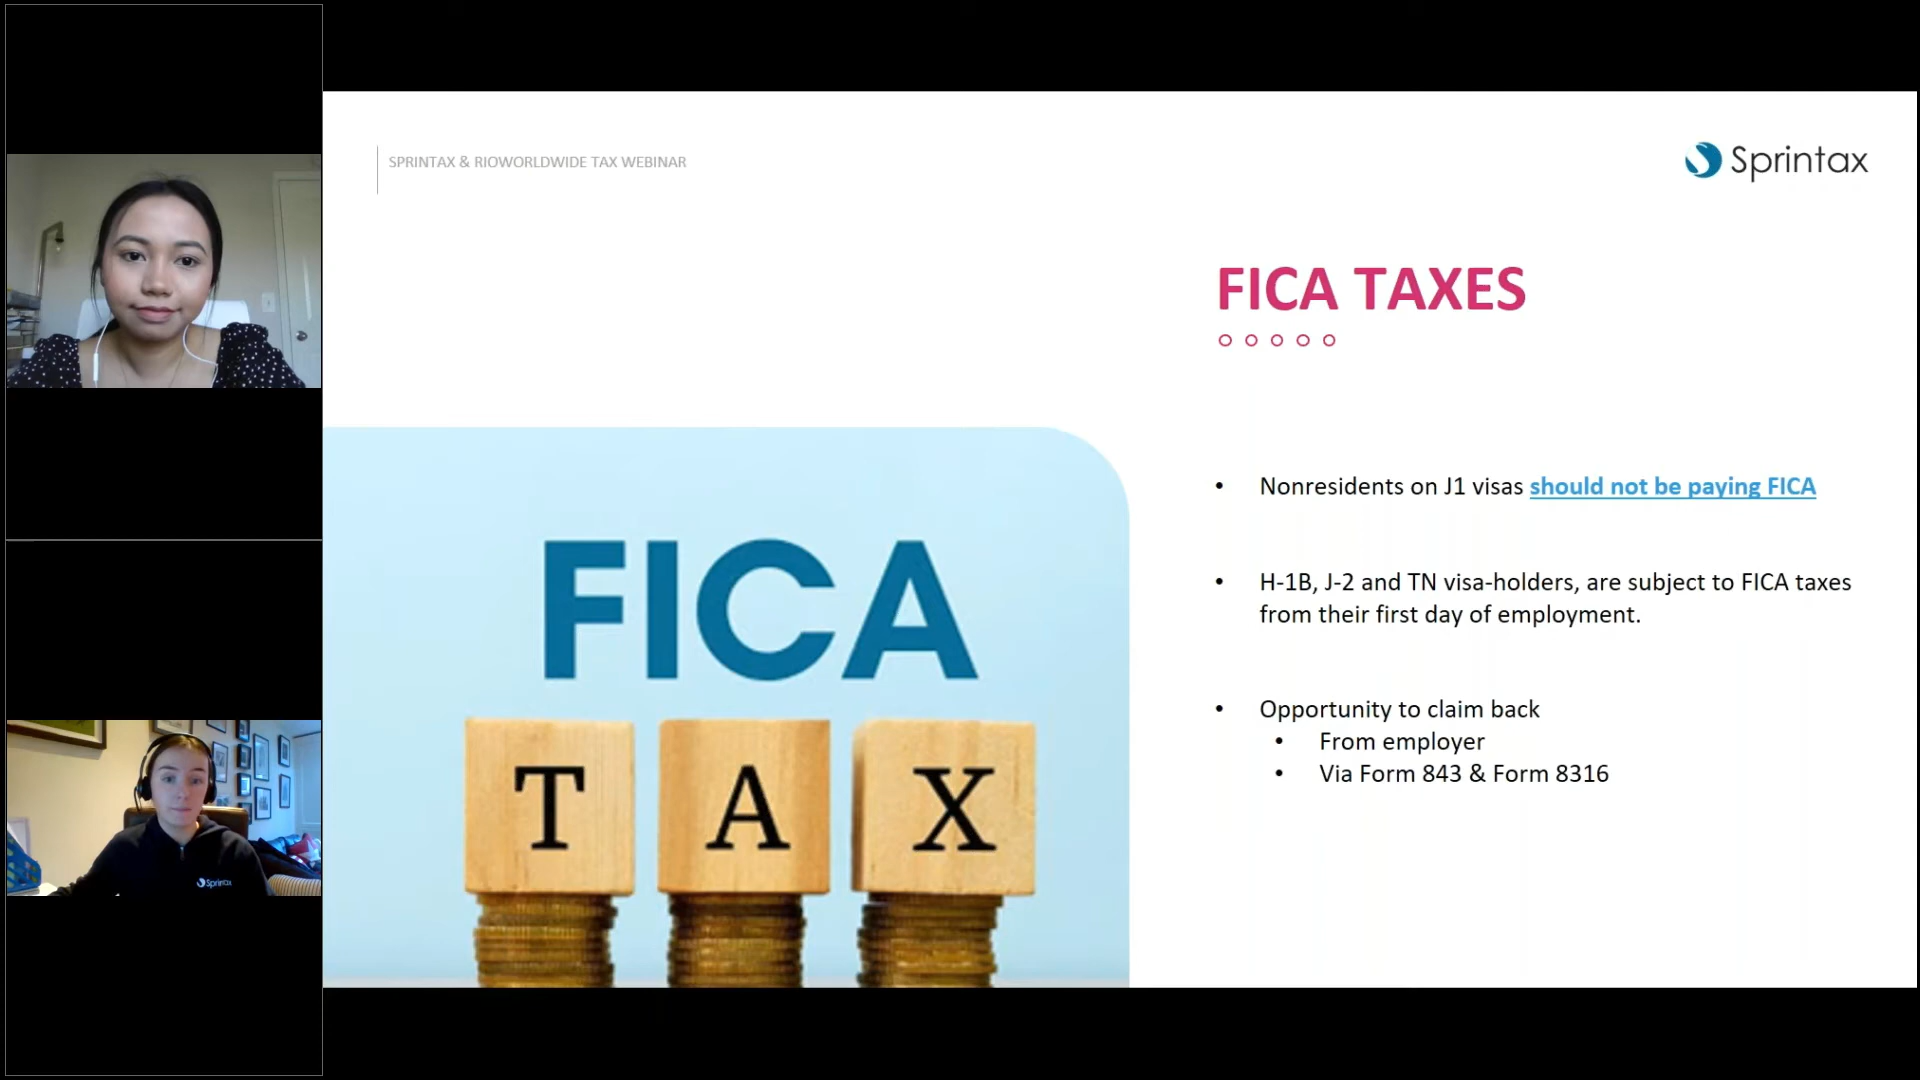 SPRINTAX & RIOWORLDWIDE TAX WEBINAR
Sprintax
FICA TAXES
• Nonresidents on J1 visas should not be paying FICA
• H-1B, J-2 and TN visa-holders, are subject to FICA taxes
from their first day of employment.
• Opportunity to claim back
• From employer
• Via Form 843 & Form 8316
FICA
T A X
Sprintax